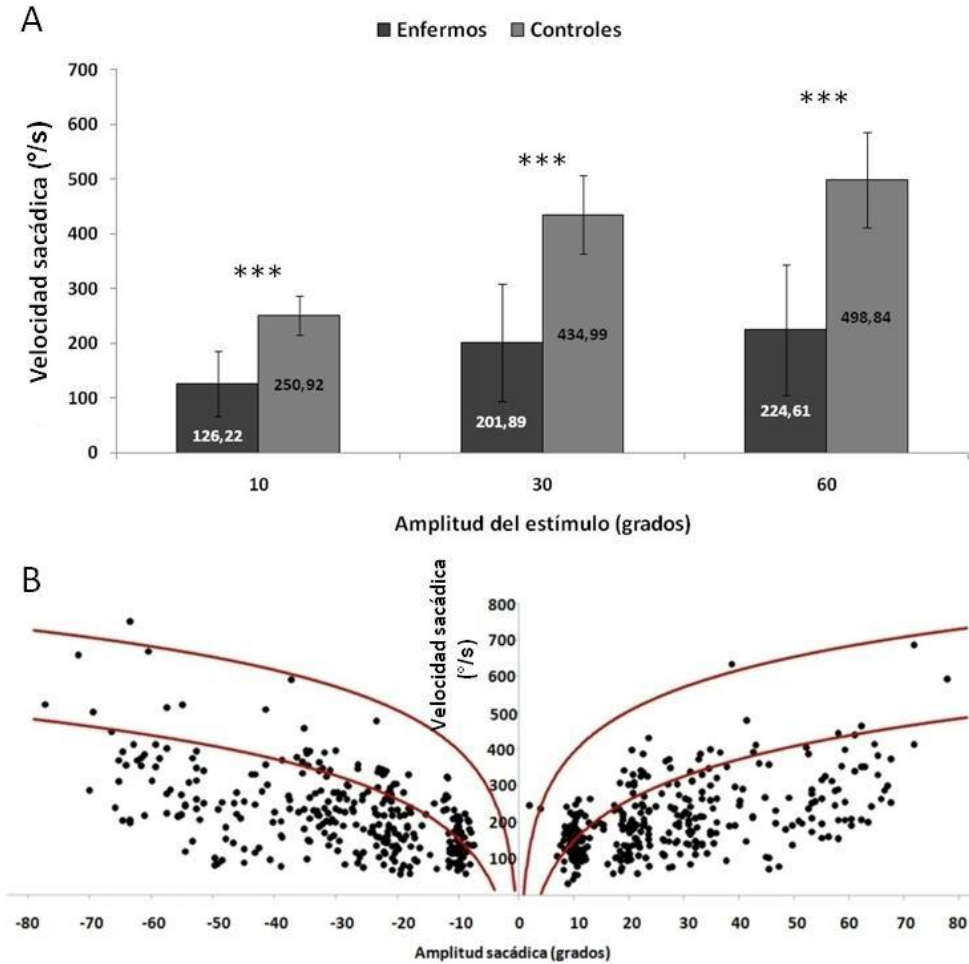 A
Enfermos Controles
Velocidad sacádica (°/s)
700
600
500
400
300
200
100
0
***
***
***
126,22
250,92
201,89
434,99
224,61
498,84
10 30 60
Amplitud del estímulo (grados)
B
Velocidad sacádica
(°/s)
800
700
600
500
400
300
200
100
-80 -70 -60 -50 -40 -30 -20 -10 0 10 20 30 40 50 60 70 80
Amplitud sacádica (grados)